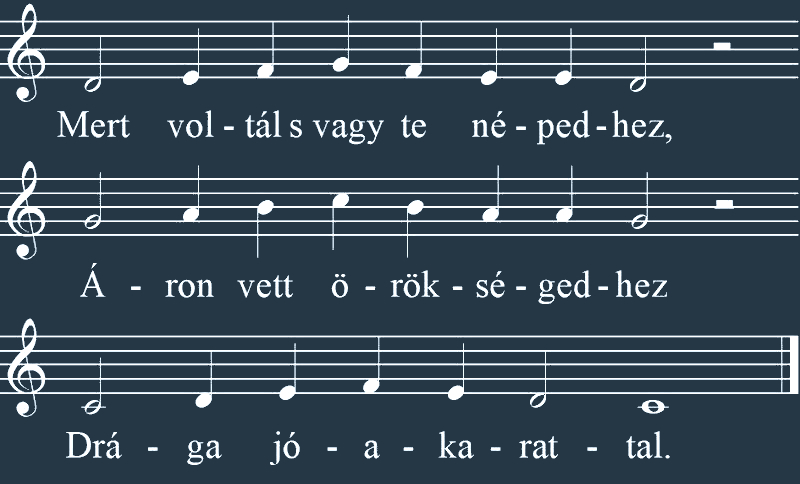 Mert vol - tál s vagy te né - ped - hez,
Á - ron vett ö - rök - sé - ged - hez
Drá - ga jó - a - ka - rat - tal.